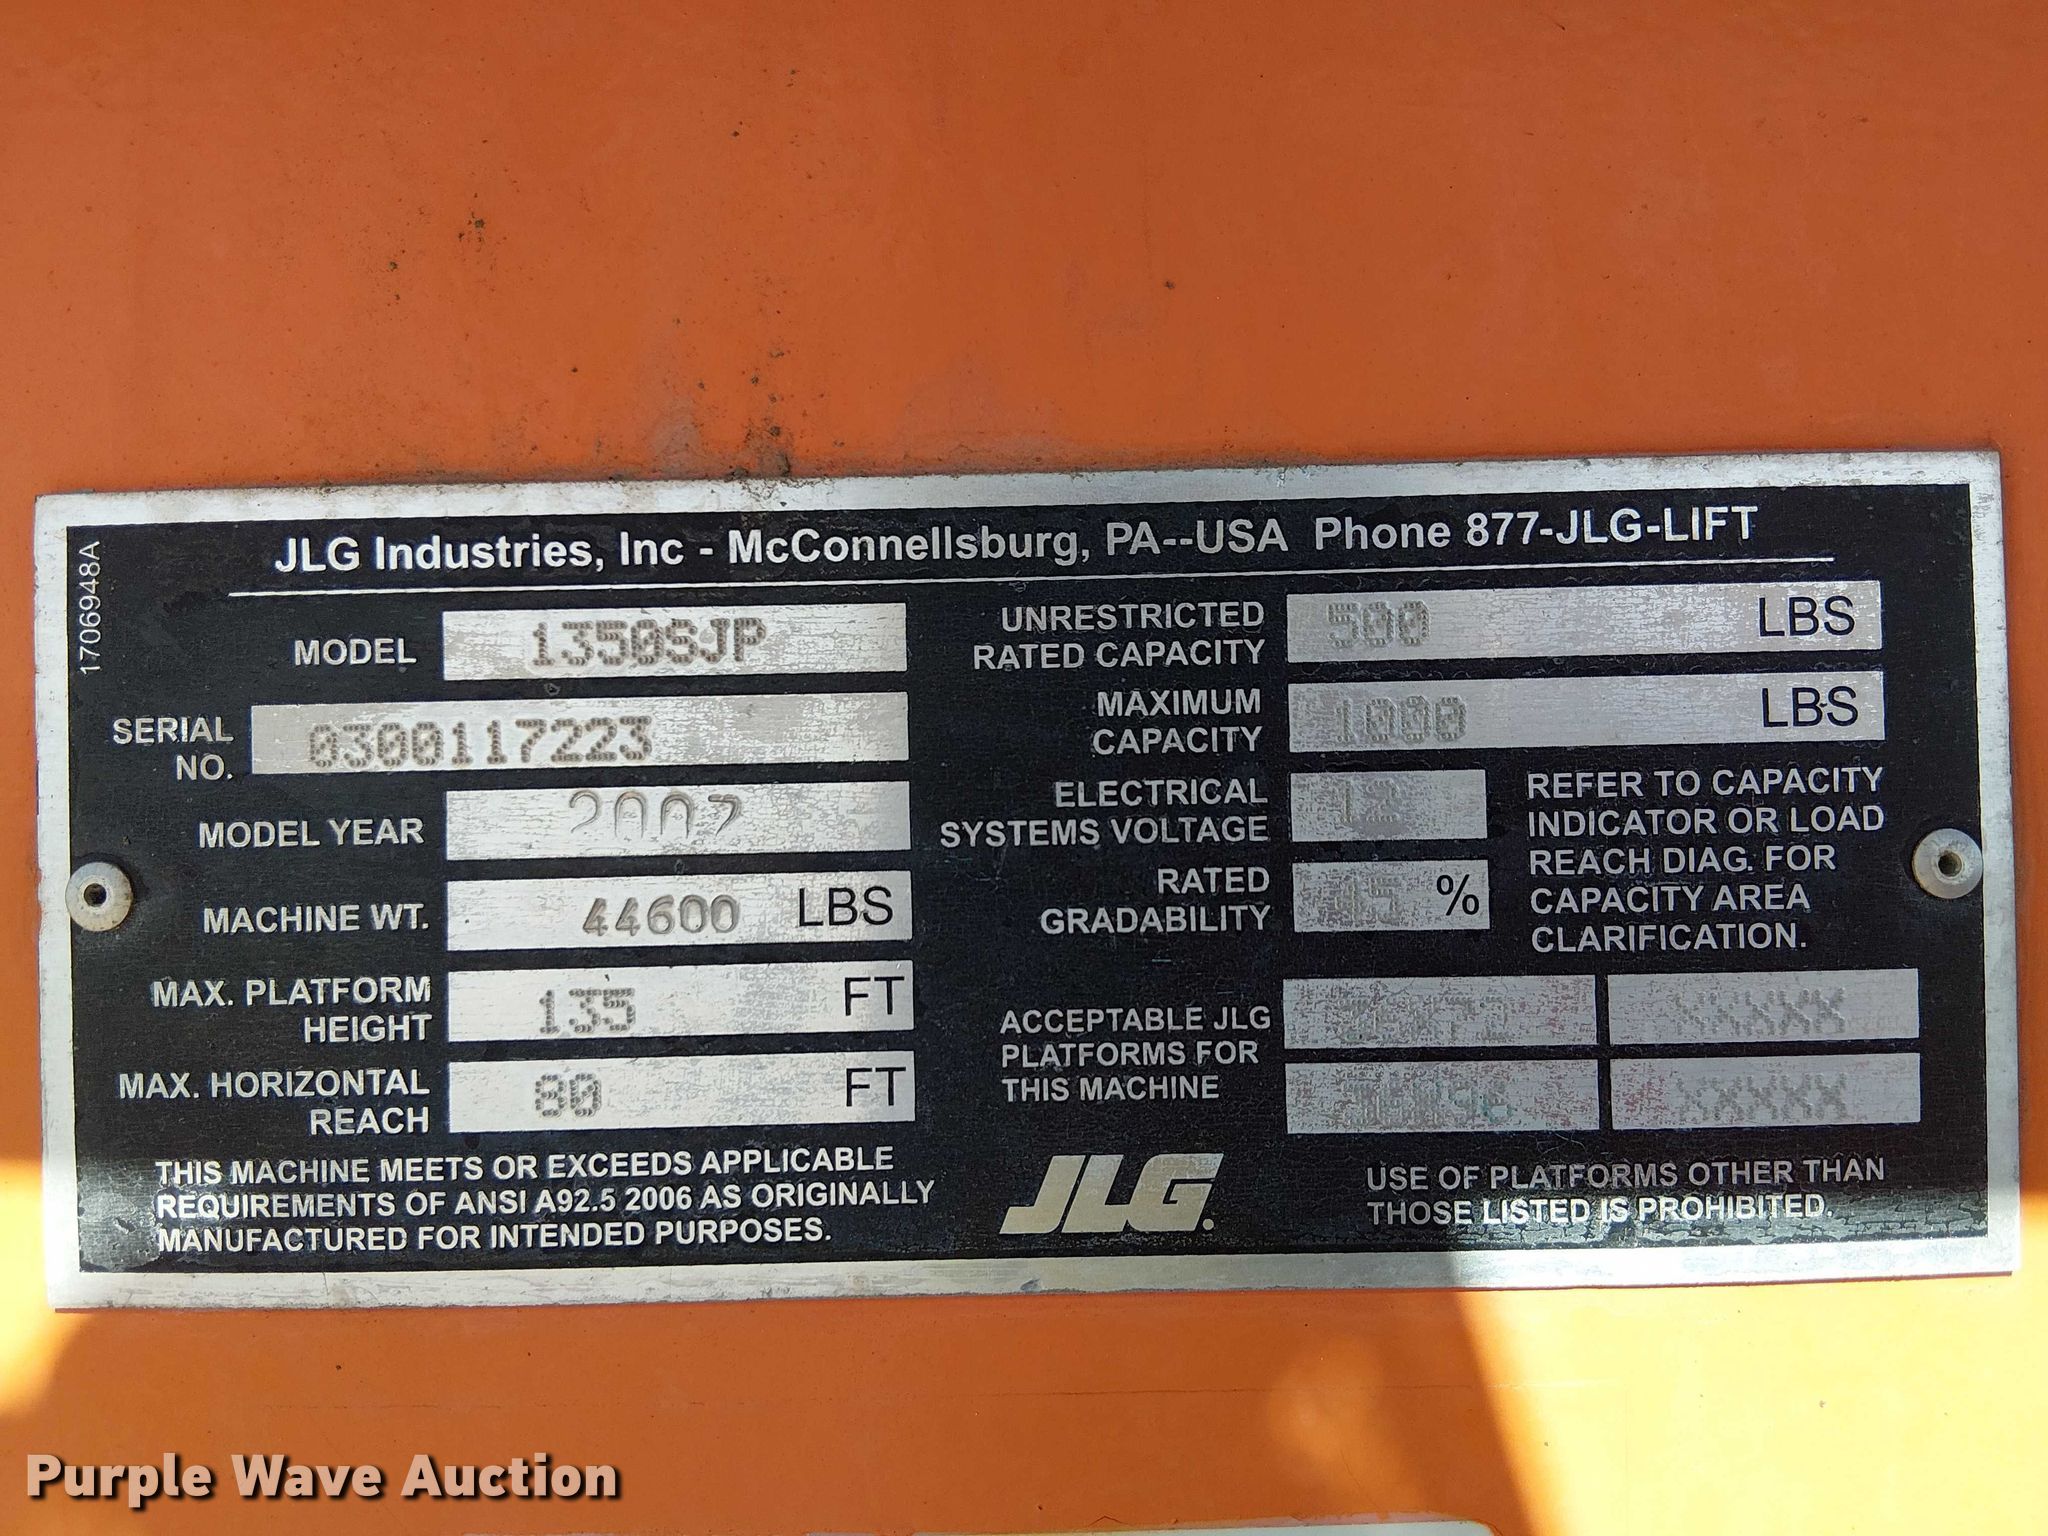 JLG Industries, Inc - McConnellsburg, PA--USA Phone 877-JLG-LIFT
1706948A
MODEL 1350SJP
SERIAL NO. 0300117223
MODEL YEAR 2007
MACHINE WT. 44600 LBS
MAX. PLATFORM HEIGHT 135 FT
MAX. HORIZONTAL REACH 80 FT
THIS MACHINE MEETS OR EXCEEDS APPLICABLE
REQUIREMENTS OF ANSI A92.5 2006 AS ORIGINALLY
MANUFACTURED FOR INTENDED PURPOSES.
UNRESTRICTED RATED CAPACITY 500 LBS
MAXIMUM CAPACITY 1000 LBS
ELECTRICAL SYSTEMS VOLTAGE 12
RATED GRADABILITY %
REFER TO CAPACITY
INDICATOR OR LOAD
REACH DIAG. FOR
CAPACITY AREA
CLARIFICATION.
ACCEPTABLE JLG
PLATFORMS FOR
THIS MACHINE
XXXXX
XXXXX
JLG.
USE OF PLATFORMS OTHER THAN
THOSE LISTED IS PROHIBITED.
Purple Wave Auction